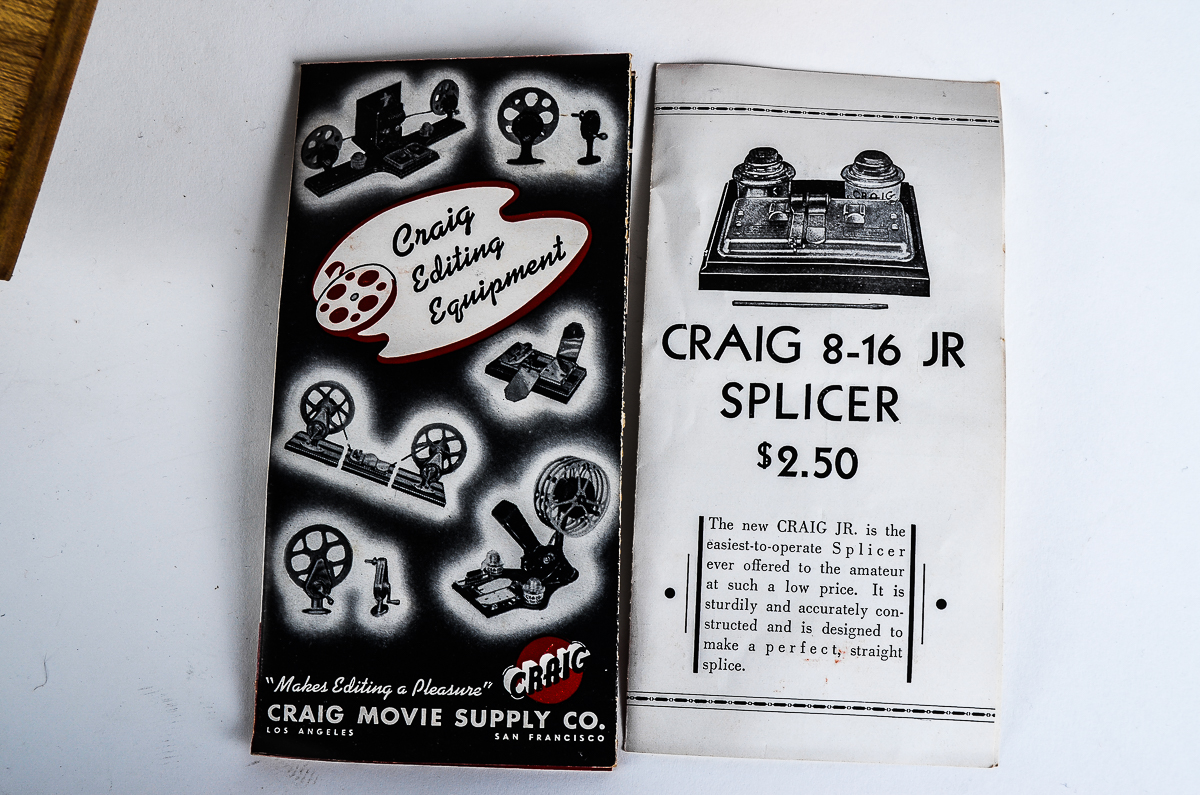 Craig
Editing
Equipment
"Makes Editing a Pleasure"
CRAIG
CRAIG MOVIE SUPPLY CO.
LOS ANGELES SAN FRANCISCO
CRAIG
CRAIG 8-16 JR
SPLICER
$2.50
The new CRAIG JR. is the
easiest-to-operate Splicer
ever offered to the amateur
at such a low price. It is
sturdily and accurately con-
structed and is designed to
make a perfect, straight
splice.